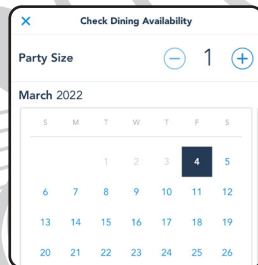 Check Dining Availability
Party Size 1
March 2022
S M T W T F S
1 2 3 4 5
6 7 8 9 10 11 12
13 14 15 16 17 18 19
20 21 22 23 24 25 26